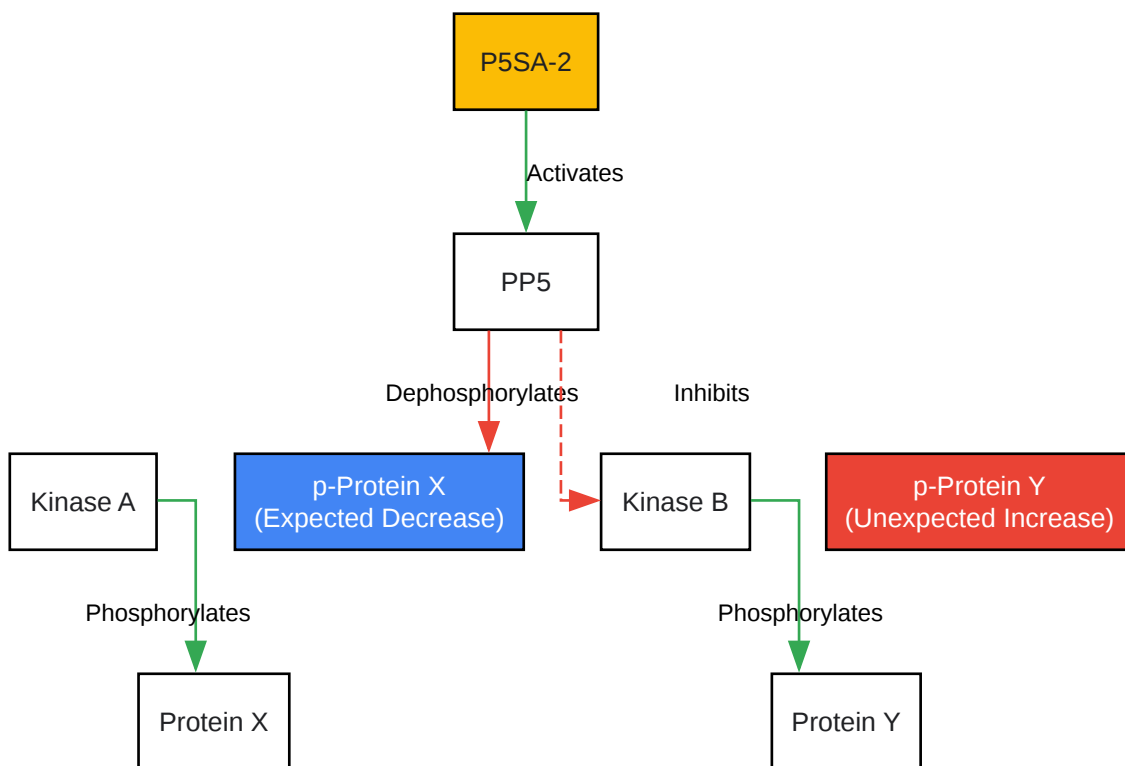 P5SA-2
Activates
PP5
Dephosphorylates
Inhibits
Kinase A
p-Protein X
(Expected Decrease)
Kinase B
p-Protein Y
(Unexpected Increase)
Phosphorylates
Phosphorylates
Protein X
Protein Y